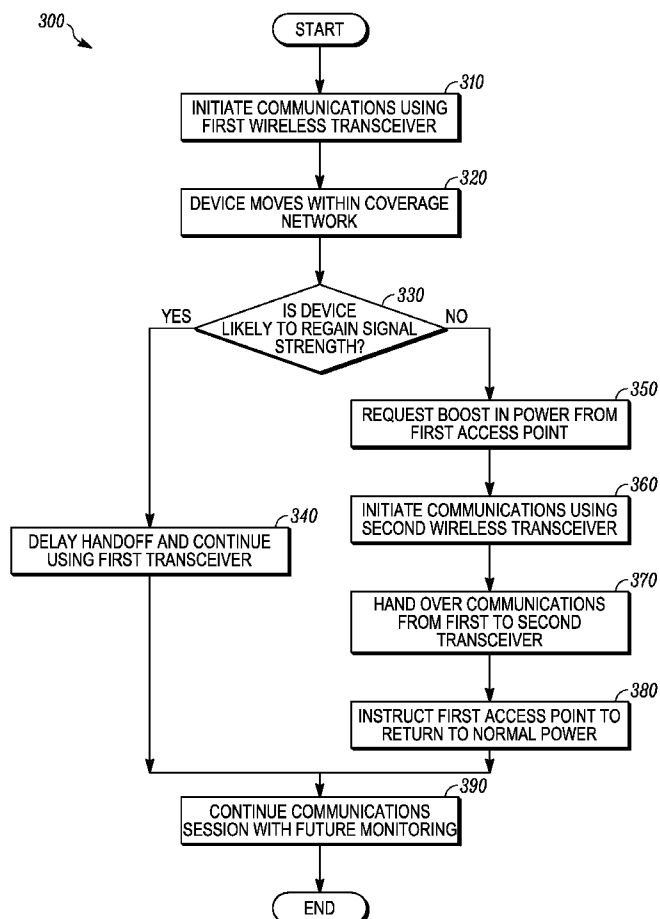 300
START
310
INITIATE COMMUNICATIONS USING
FIRST WIRELESS TRANSCEIVER
320
DEVICE MOVES WITHIN COVERAGE
NETWORK
330
IS DEVICE
LIKELY TO REGAIN SIGNAL
STRENGTH?
YES
NO
350
REQUEST BOOST IN POWER FROM
FIRST ACCESS POINT
360
INITIATE COMMUNICATIONS USING
SECOND WIRELESS TRANSCEIVER
340
DELAY HANDOFF AND CONTINUE
USING FIRST TRANSCEIVER
370
HAND OVER COMMUNICATIONS
FROM FIRST TO SECOND
TRANSCEIVER
380
INSTRUCT FIRST ACCESS POINT TO
RETURN TO NORMAL POWER
390
CONTINUE COMMUNICATIONS
SESSION WITH FUTURE MONITORING
END